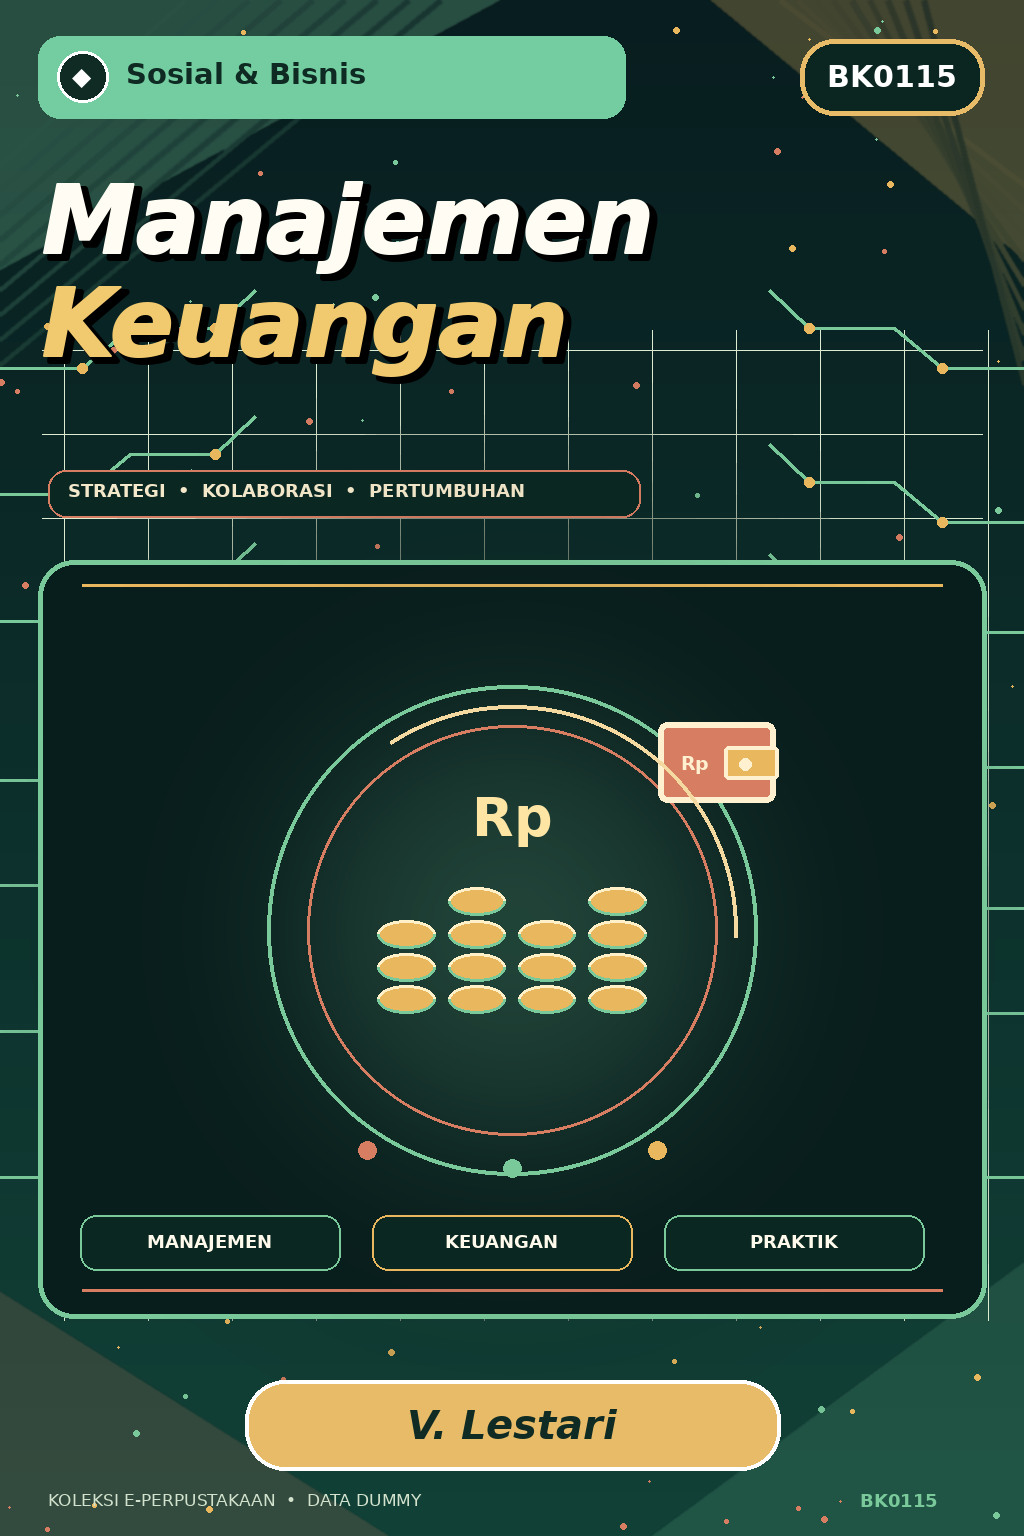 Sosial & Bisnis
BK0115
Manajemen
Keuangan
STRATEGI • KOLABORASI • PERTUMBUHAN
Rp
Rp
MANAJEMEN
KEUANGAN
PRAKTIK
V. Lestari
KOLEKSI E-PERPUSTAKAAN • DATA DUMMY
BK0115